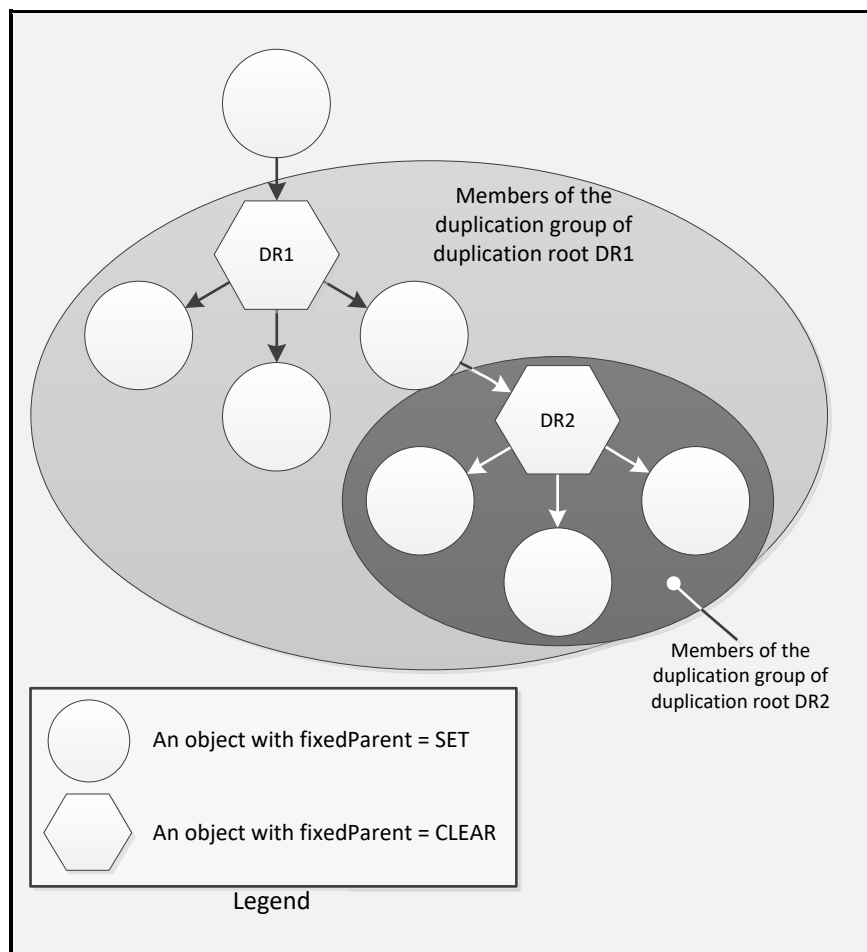 Members of the
duplication group of
duplication root DR1
DR1
DR2
Members of the
duplication group of
duplication root DR2
An object with fixedParent = SET
An object with fixedParent = CLEAR
Legend